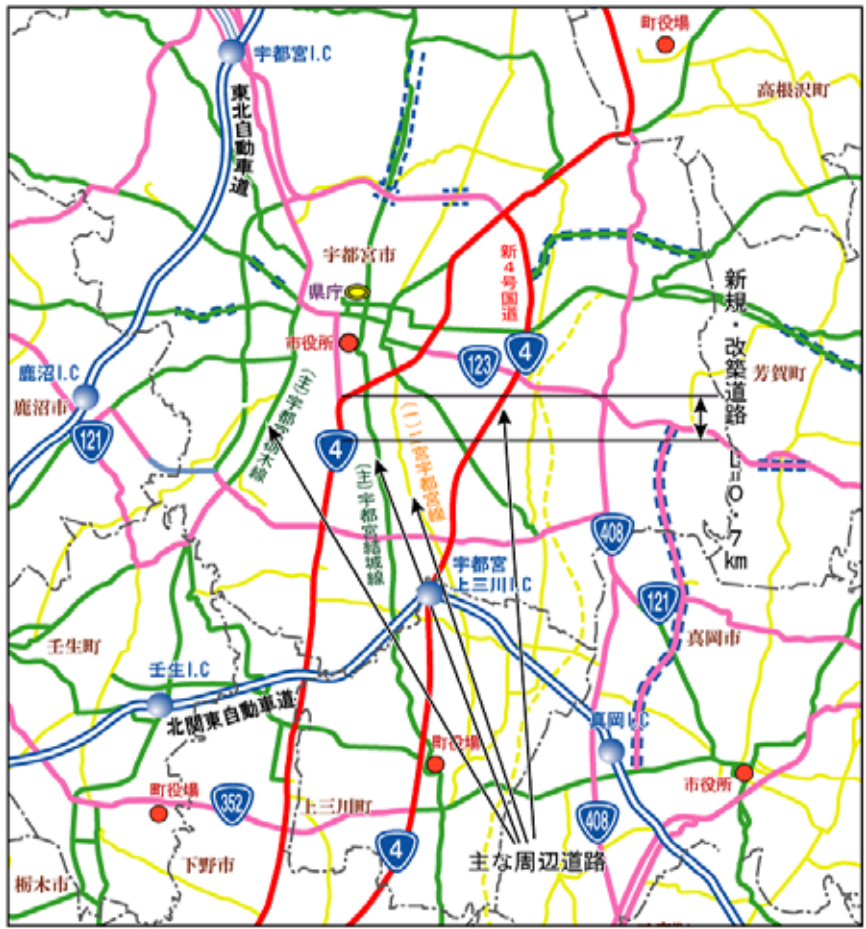 町役場
宇都宮I.C
高根沢町
東北自動車道
宇都宮市
新4号国道
県庁
新規・改築道路 L=0.7km
市役所
4
123
鹿沼I.C
芳賀町
鹿沼市
121
4
(主)宇都宮栃木線
(主)宇都宮結城線
408
宇都宮
上三川I.C
121
壬生町
真岡市
壬生I.C
北関東自動車道
真岡I.C
町役場
市役所
町役場
352
上三川町
408
4
主な周辺道路
下野市
栃木市